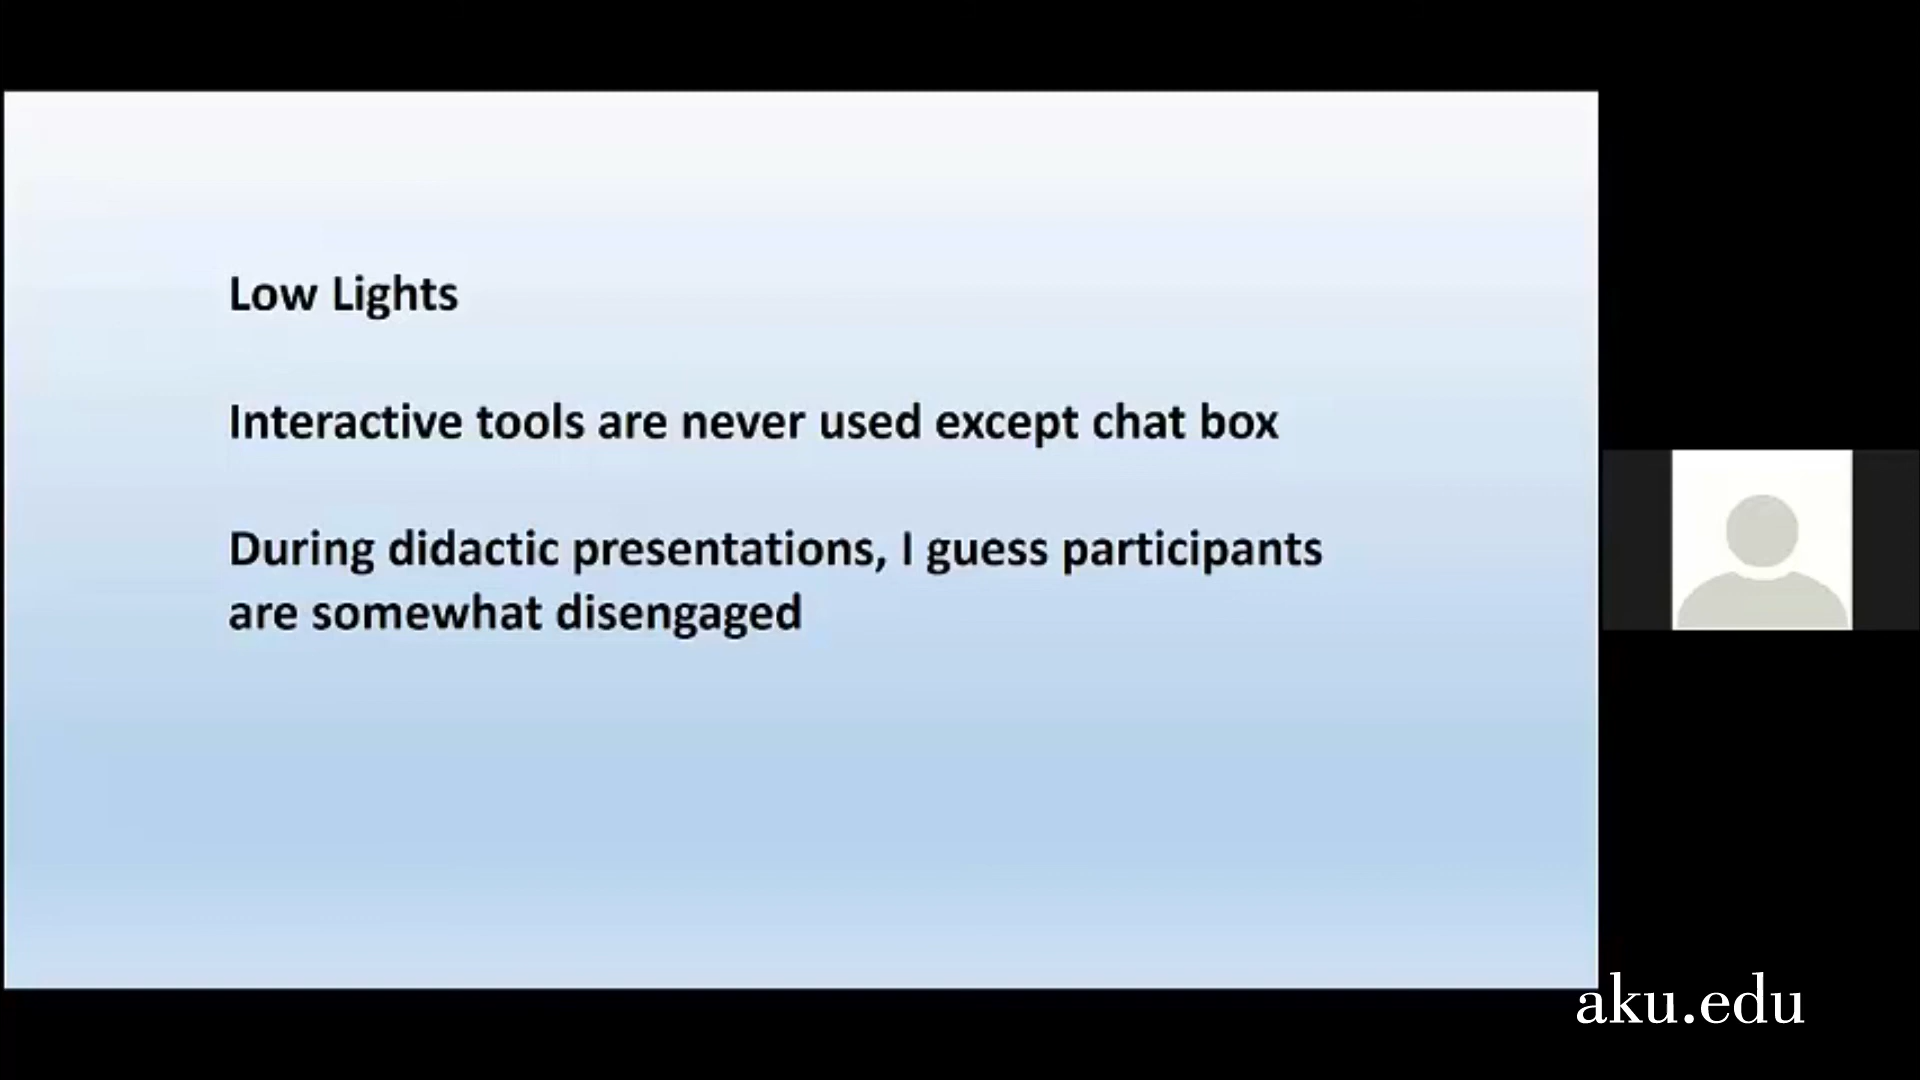 Low Lights
Interactive tools are never used except chat box
During didactic presentations, I guess participants
are somewhat disengaged
aku.edu